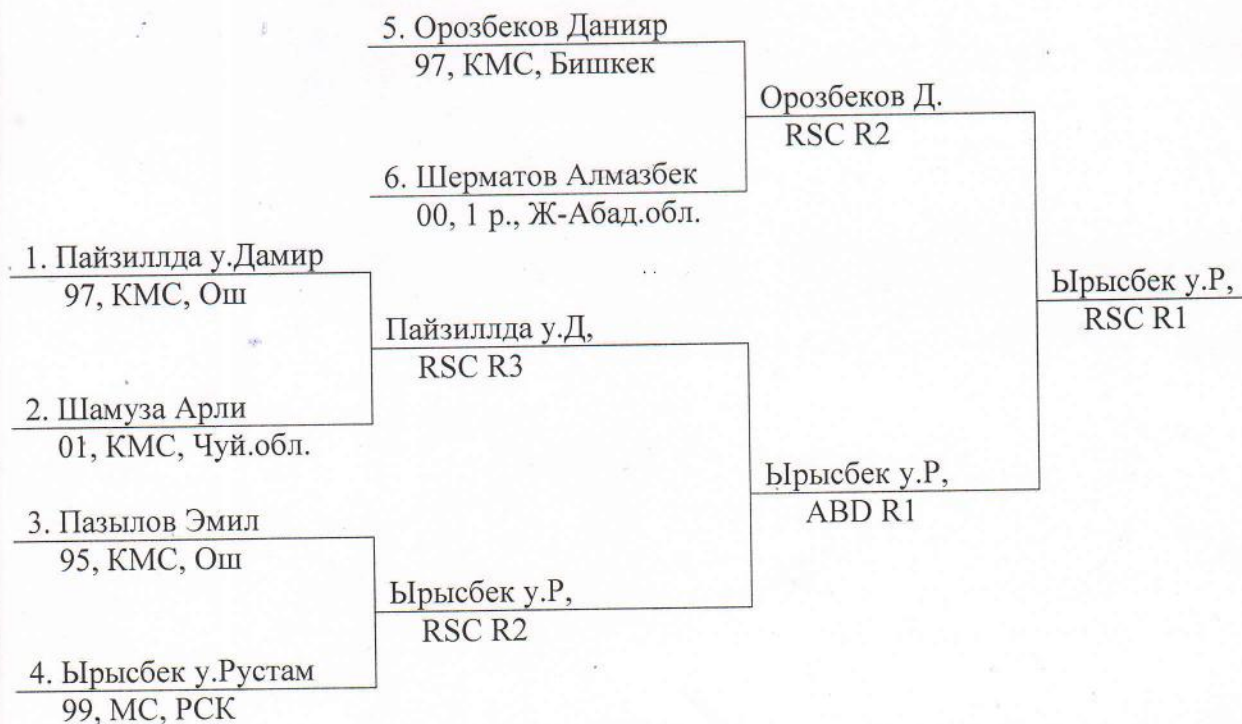 5. Орозбеков Данияр
97, КМС, Бишкек
Орозбеков Д.
RSC R2
6. Шерматов Алмазбек
00, 1 р., Ж-Абад.обл.
1. Пайзиллда у.Дамир
97, КМС, Ош
Ырысбек у.Р,
RSC R1
Пайзиллда у.Д,
RSC R3
2. Шамуза Арли
01, КМС, Чуй.обл.
Ырысбек у.Р,
ABD R1
3. Пазылов Эмил
95, КМС, Ош
Ырысбек у.Р,
RSC R2
4. Ырысбек у.Рустам
99, МС, РСК